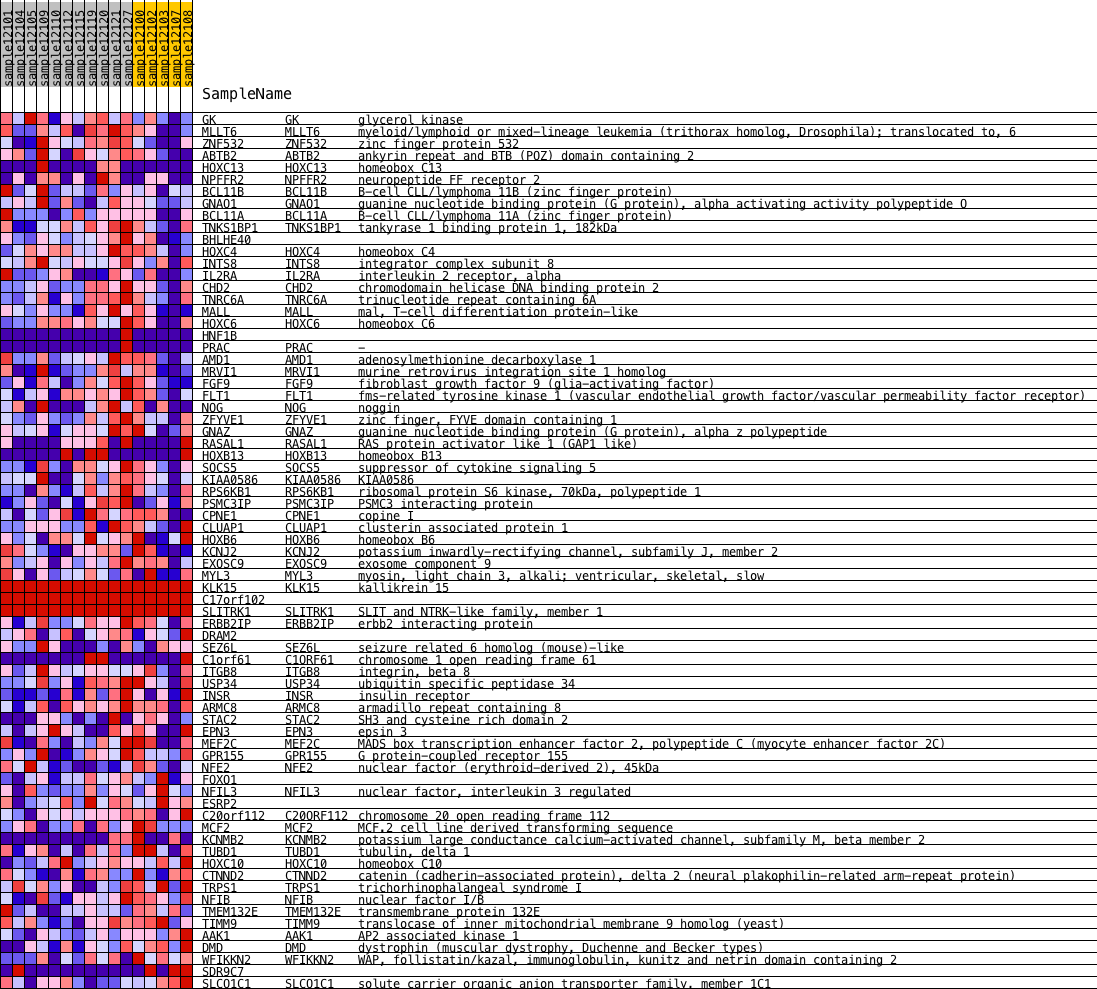 sample12101
sample12104
sample12105
sample12109
sample12110
sample12112
sample12115
sample12119
sample12120
sample12121
sample12127
sample12100
sample12102
sample12103
sample12107
sample12108
SampleName
GK GK glycerol kinase
MLLT6 MLLT6 myeloid/lymphoid or mixed-lineage leukemia (trithorax homolog, Drosophila); translocated to, 6
ZNF532 ZNF532 zinc finger protein 532
ABTB2 ABTB2 ankyrin repeat and BTB (POZ) domain containing 2
HOXC13 HOXC13 homeobox C13
NPFFR2 NPFFR2 neuropeptide FF receptor 2
BCL11B BCL11B B-cell CLL/lymphoma 11B (zinc finger protein)
GNAO1 GNAO1 guanine nucleotide binding protein (G protein), alpha activating activity polypeptide O
BCL11A BCL11A B-cell CLL/lymphoma 11A (zinc finger protein)
TNKS1BP1 TNKS1BP1 tankyrase 1 binding protein 1, 182kDa
BHLHE40
HOXC4 HOXC4 homeobox C4
INTS8 INTS8 integrator complex subunit 8
IL2RA IL2RA interleukin 2 receptor, alpha
CHD2 CHD2 chromodomain helicase DNA binding protein 2
TNRC6A TNRC6A trinucleotide repeat containing 6A
MALL MALL mal, T-cell differentiation protein-like
HOXC6 HOXC6 homeobox C6
HNF1B
PRAC PRAC -
AMD1 AMD1 adenosylmethionine decarboxylase 1
MRVI1 MRVI1 murine retrovirus integration site 1 homolog
FGF9 FGF9 fibroblast growth factor 9 (glia-activating factor)
FLT1 FLT1 fms-related tyrosine kinase 1 (vascular endothelial growth factor/vascular permeability factor receptor)
NOG NOG noggin
ZFYVE1 ZFYVE1 zinc finger, FYVE domain containing 1
GNAZ GNAZ guanine nucleotide binding protein (G protein), alpha z polypeptide
RASAL1 RASAL1 RAS protein activator like 1 (GAP1 like)
HOXB13 HOXB13 homeobox B13
SOCS5 SOCS5 suppressor of cytokine signaling 5
KIAA0586 KIAA0586 KIAA0586
RPS6KB1 RPS6KB1 ribosomal protein S6 kinase, 70kDa, polypeptide 1
PSMC3IP PSMC3IP PSMC3 interacting protein
CPNE1 CPNE1 copine I
CLUAP1 CLUAP1 clusterin associated protein 1
HOXB6 HOXB6 homeobox B6
KCNJ2 KCNJ2 potassium inwardly-rectifying channel, subfamily J, member 2
EXOSC9 EXOSC9 exosome component 9
MYL3 MYL3 myosin, light chain 3, alkali; ventricular, skeletal, slow
KLK15 KLK15 kallikrein 15
C17orf102
SLITRK1 SLITRK1 SLIT and NTRK-like family, member 1
ERBB2IP ERBB2IP erbb2 interacting protein
DRAM2
SEZ6L SEZ6L seizure related 6 homolog (mouse)-like
C1orf61 C1ORF61 chromosome 1 open reading frame 61
ITGB8 ITGB8 integrin, beta 8
USP34 USP34 ubiquitin specific peptidase 34
INSR INSR insulin receptor
ARMC8 ARMC8 armadillo repeat containing 8
STAC2 STAC2 SH3 and cysteine rich domain 2
EPN3 EPN3 epsin 3
MEF2C MEF2C MADS box transcription enhancer factor 2, polypeptide C (myocyte enhancer factor 2C)
GPR155 GPR155 G protein-coupled receptor 155
NFE2 NFE2 nuclear factor (erythroid-derived 2), 45kDa
FOXO1
NFIL3 NFIL3 nuclear factor, interleukin 3 regulated
ESRP2
C20orf112 C20ORF112 chromosome 20 open reading frame 112
MCF2 MCF2 MCF.2 cell line derived transforming sequence
KCNMB2 KCNMB2 potassium large conductance calcium-activated channel, subfamily M, beta member 2
TUBD1 TUBD1 tubulin, delta 1
HOXC10 HOXC10 homeobox C10
CTNND2 CTNND2 catenin (cadherin-associated protein), delta 2 (neural plakophilin-related arm-repeat protein)
TRPS1 TRPS1 trichorhinophalangeal syndrome I
NFIB NFIB nuclear factor I/B
TMEM132E TMEM132E transmembrane protein 132E
TIMM9 TIMM9 translocase of inner mitochondrial membrane 9 homolog (yeast)
AAK1 AAK1 AP2 associated kinase 1
DMD DMD dystrophin (muscular dystrophy, Duchenne and Becker types)
WFIKKN2 WFIKKN2 WAP, follistatin/kazal, immunoglobulin, kunitz and netrin domain containing 2
SDR9C7
SLCO1C1 SLCO1C1 solute carrier organic anion transporter family, member 1C1